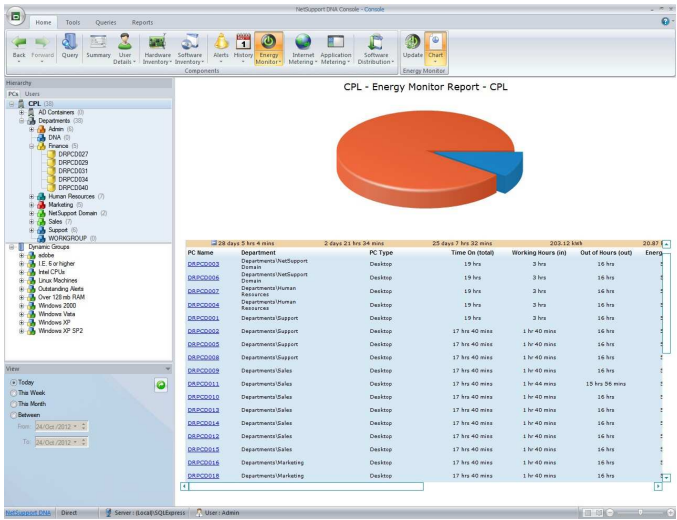 NetSupport DNA Console - Console
Home Tools Queries Reports
Back Forward Query Summary User Details Hardware Inventory Software Inventory Alerts History Energy Monitor Internet Metering Application Metering Software Distribution Update Chart
Components Energy Monitor
Hierarchy
PCs Users
CPL (38)
AD Containers (0)
Departments (38)
Admin (6)
DNA (0)
Finance (5)
DRPCD027
DRPCD029
DRPCD031
DRPCD034
DRPCD040
Human Resources (7)
Marketing (5)
NetSupport Domain (2)
Sales (7)
Support (6)
WORKGROUP (0)
Dynamic Groups
adobe
I.E. 6 or higher
Intel CPUs
Linux Machines
Outstanding Alerts
Over 128 mb RAM
Windows 2000
Windows Vista
Windows XP
Windows XP SP2
View
Today
This Week
This Month
Between
From: 24/Oct /2012
To: 24/Oct /2012
CPL - Energy Monitor Report - CPL
28 days 5 hrs 4 mins 2 days 21 hrs 34 mins 25 days 7 hrs 32 mins 203.12 kWh 20.87
PC Name Department PC Type Time On (total) Working Hours (in) Out of Hours (out) Energ
DRPCD003 Departments\NetSupport Domain Desktop 19 hrs 3 hrs 16 hrs
DRPCD006 Departments\NetSupport Domain Desktop 19 hrs 3 hrs 16 hrs
DRPCD007 Departments\Human Resources Desktop 19 hrs 3 hrs 16 hrs
DRPCD004 Departments\Human Resources Desktop 19 hrs 3 hrs 16 hrs
DRPCD001 Departments\Support Desktop 19 hrs 3 hrs 16 hrs
DRPCD002 Departments\Support Desktop 17 hrs 40 mins 1 hr 40 mins 16 hrs
DRPCD005 Departments\Support Desktop 17 hrs 40 mins 1 hr 40 mins 16 hrs
DRPCD008 Departments\Support Desktop 17 hrs 40 mins 1 hr 40 mins 16 hrs
DRPCD009 Departments\Sales Desktop 17 hrs 40 mins 1 hr 40 mins 16 hrs
DRPCD011 Departments\Sales Desktop 17 hrs 40 mins 1 hr 44 mins 15 hrs 56 mins
DRPCD010 Departments\Sales Desktop 17 hrs 40 mins 1 hr 40 mins 16 hrs
DRPCD013 Departments\Sales Desktop 17 hrs 40 mins 1 hr 40 mins 16 hrs
DRPCD014 Departments\Sales Desktop 17 hrs 40 mins 1 hr 40 mins 16 hrs
DRPCD012 Departments\Sales Desktop 17 hrs 40 mins 1 hr 40 mins 16 hrs
DRPCD015 Departments\Sales Desktop 17 hrs 40 mins 1 hr 40 mins 16 hrs
DRPCD016 Departments\Marketing Desktop 17 hrs 40 mins 1 hr 40 mins 16 hrs
DRPCD018 Departments\Marketing Desktop 17 hrs 40 mins 1 hr 40 mins 16 hrs
NetSupport DNA Direct Server : (Local)\SQLExpress User : Admin